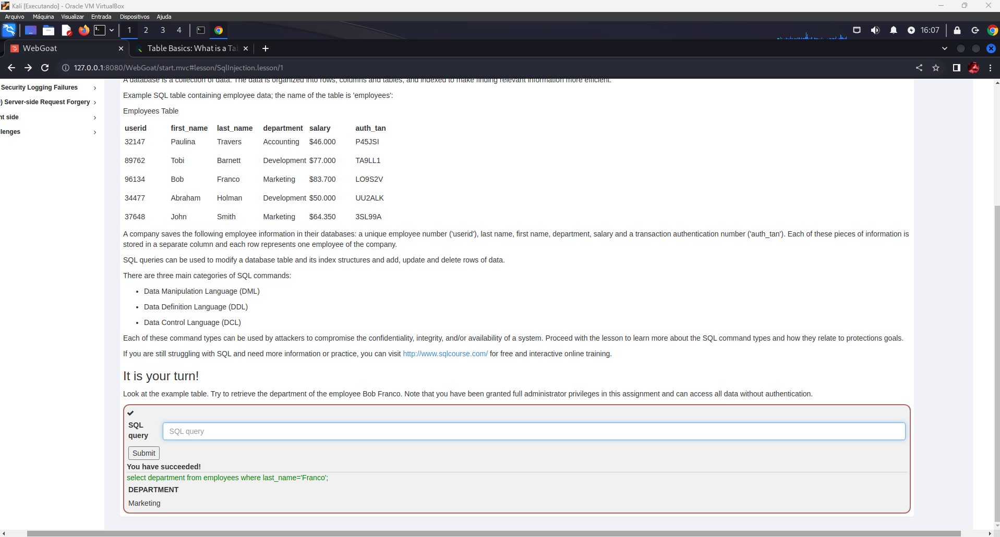 Kali [Executando] - Oracle VM VirtualBox
Arquivo Máquina Visualizar Entrada Dispositivos Ajuda
1 2 3 4 16:07
WebGoat Table Basics: What is a Tab
127.0.0.1:8080/WebGoat/start.mvc#lesson/SqlInjection.lesson/1
Security Logging Failures
) Server-side Request Forgery
nt side
llenges
A database is a collection of data. The data is organized into rows, columns and tables, and indexed to make finding relevant information more efficient.
Example SQL table containing employee data; the name of the table is 'employees':
Employees Table
userid first_name last_name department salary auth_tan
32147 Paulina Travers Accounting $46.000 P45JSI
89762 Tobi Barnett Development $77.000 TA9LL1
96134 Bob Franco Marketing $83.700 LO9S2V
34477 Abraham Holman Development $50.000 UU2ALK
37648 John Smith Marketing $64.350 3SL99A
A company saves the following employee information in their databases: a unique employee number ('userid'), last name, first name, department, salary and a transaction authentication number ('auth_tan'). Each of these pieces of information is
stored in a separate column and each row represents one employee of the company.
SQL queries can be used to modify a database table and its index structures and add, update and delete rows of data.
There are three main categories of SQL commands:
• Data Manipulation Language (DML)
• Data Definition Language (DDL)
• Data Control Language (DCL)
Each of these command types can be used by attackers to compromise the confidentiality, integrity, and/or availability of a system. Proceed with the lesson to learn more about the SQL command types and how they relate to protections goals.
If you are still struggling with SQL and need more information or practice, you can visit http://www.sqlcourse.com/ for free and interactive online training.
It is your turn!
Look at the example table. Try to retrieve the department of the employee Bob Franco. Note that you have been granted full administrator privileges in this assignment and can access all data without authentication.
SQL
query
SQL query
Submit
You have succeeded!
select department from employees where last_name='Franco';
DEPARTMENT
Marketing